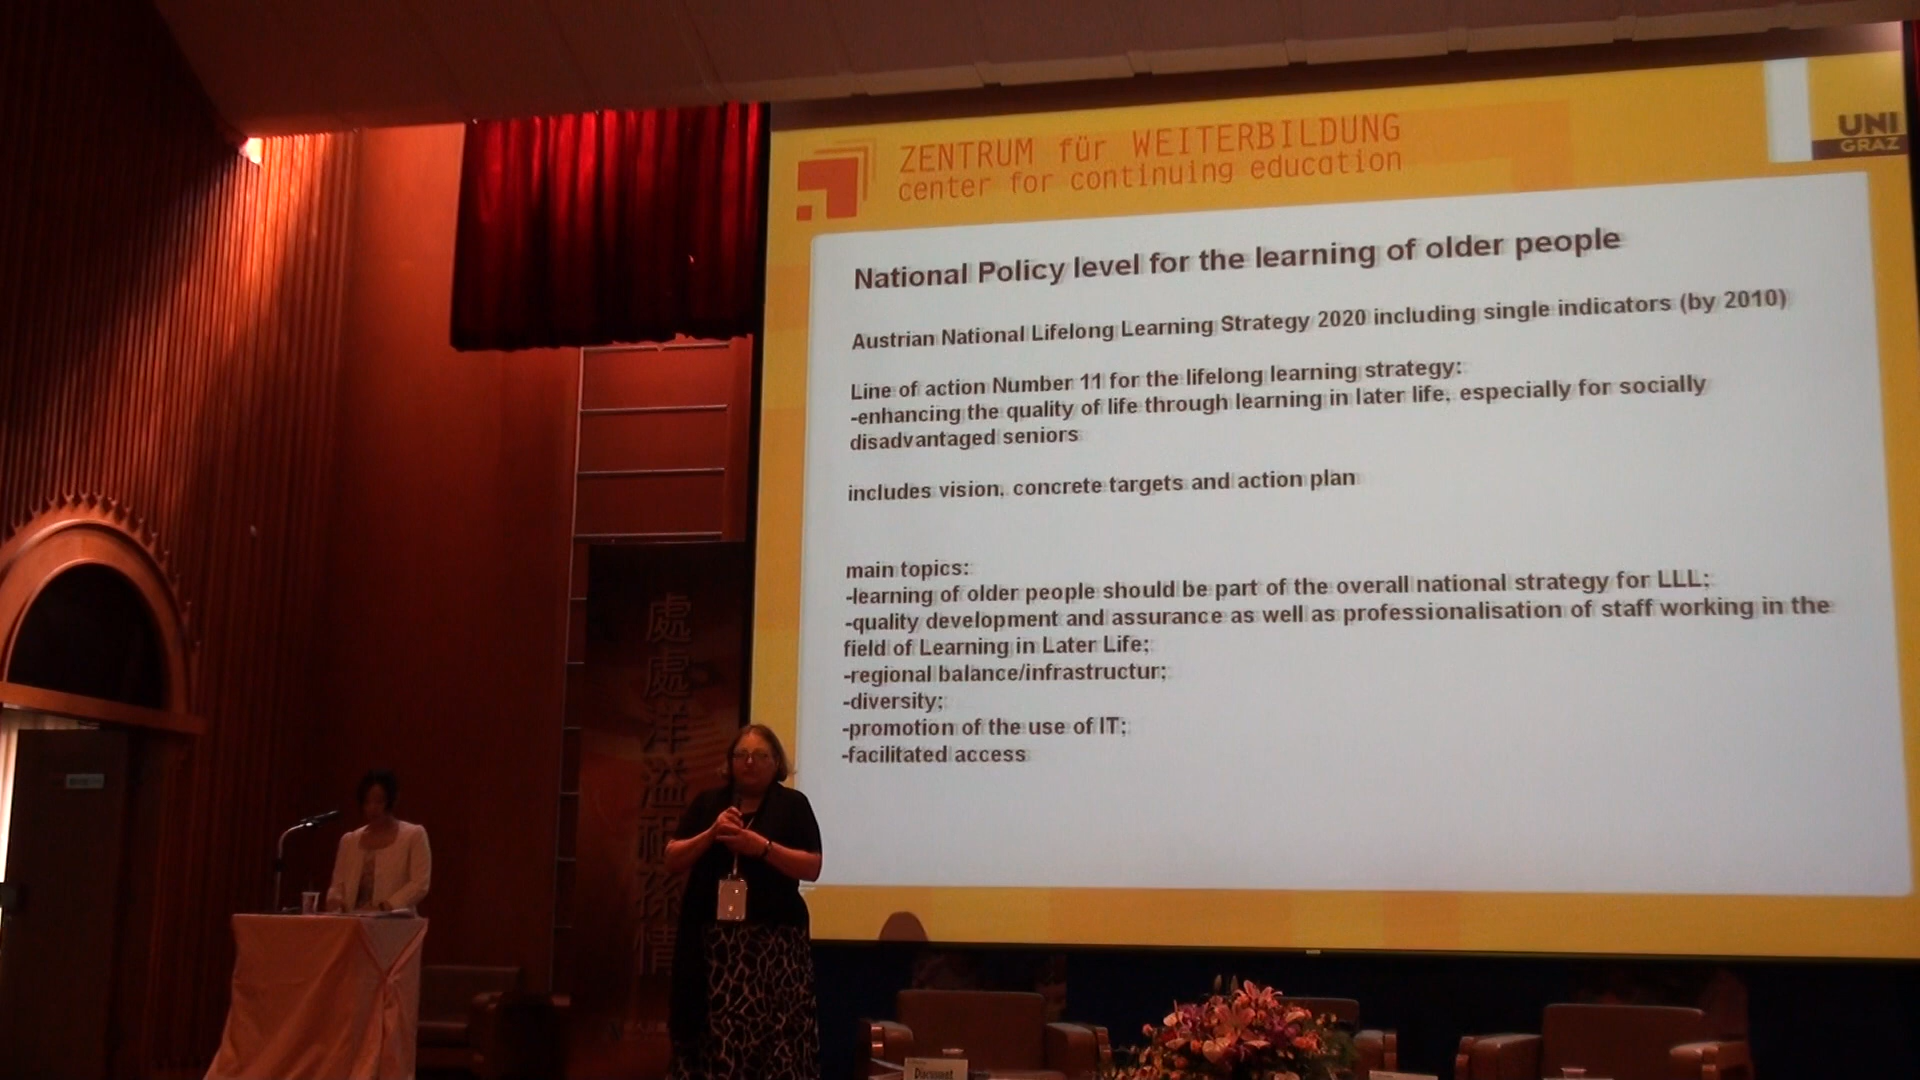 ZENTRUM für WEITERBILDUNG
center for continuing education
UNI
GRAZ
National Policy level for the learning of older people
Austrian National Lifelong Learning Strategy 2020 including single indicators (by 2010)
Line of action Number 11 for the lifelong learning strategy:
-enhancing the quality of life through learning in later life, especially for socially
disadvantaged seniors
includes vision, concrete targets and action plan
main topics:
-learning of older people should be part of the overall national strategy for LLL;
-quality development and assurance as well as professionalisation of staff working in the
field of Learning in Later Life;
-regional balance/infrastructur;
-diversity;
-promotion of the use of IT;
-facilitated access
處處洋溢祖孫情